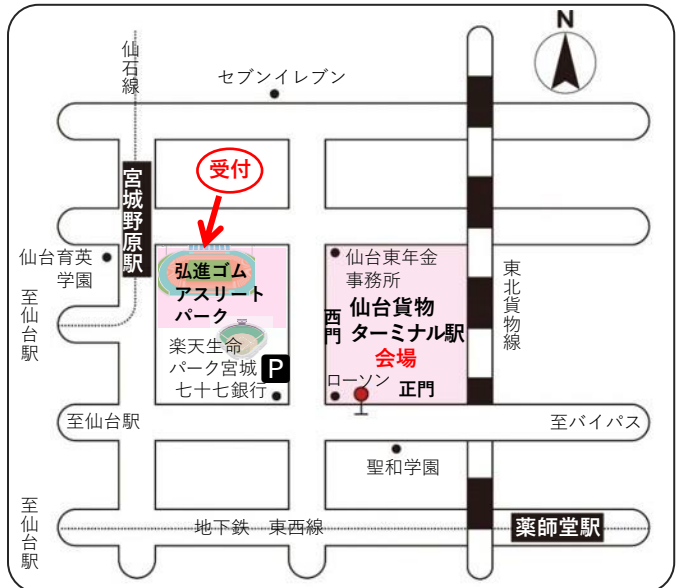 N
仙石線
セブンイレブン
受付
宮城野原駅
仙台育英
学園
至仙台駅
弘進ゴム
アスリート
パーク
仙台東年金
事務所
西門
仙台貨物
ターミナル駅
会場
東北貨物線
楽天生命
パーク宮城
P
七十七銀行
ローソン
正門
至仙台駅
至バイパス
聖和学園
至仙台駅
地下鉄 東西線
薬師堂駅